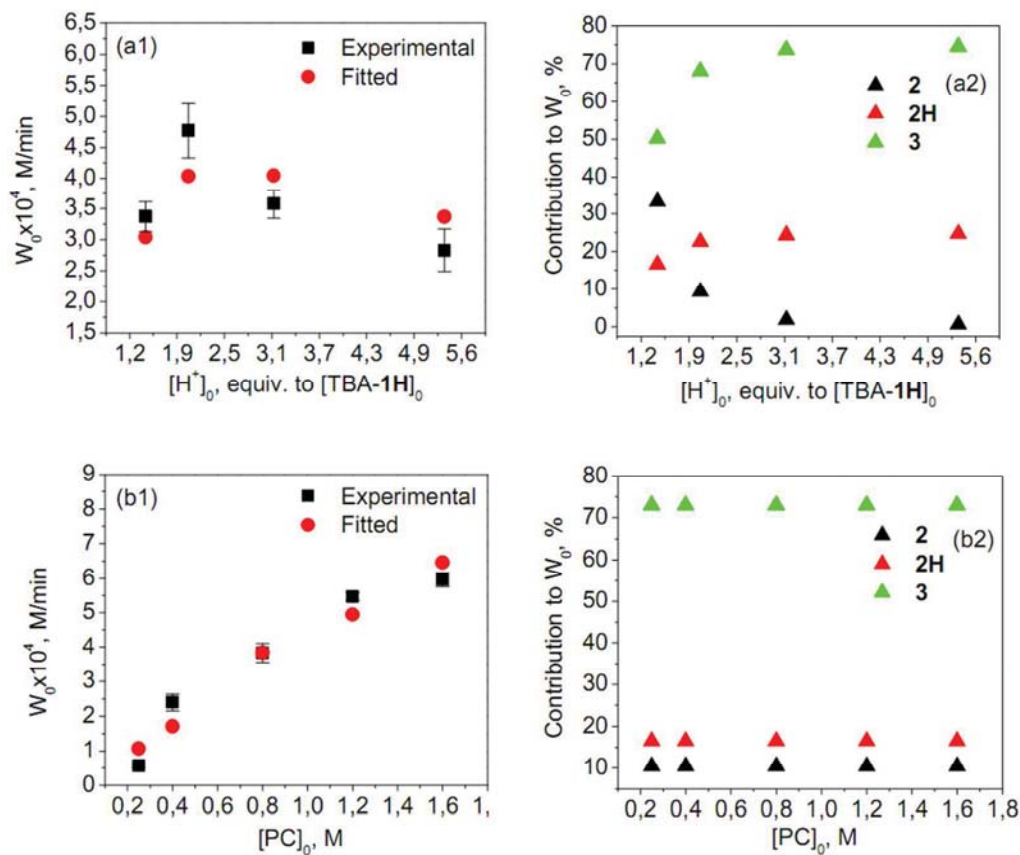 (a1)
Experimental
Fitted
6,5
6,0
5,5
5,0
4,5
4,0
3,5
3,0
2,5
2,0
1,5
W₀x10⁴, M/min
1,2 1,9 2,5 3,1 3,7 4,3 4,9 5,6
[H⁺]₀, equiv. to [TBA-1H]₀
(a2)
2
2H
3
80
70
60
50
40
30
20
10
0
Contribution to W₀, %
1,2 1,9 2,5 3,1 3,7 4,3 4,9 5,6
[H⁺]₀, equiv. to [TBA-1H]₀
(b1)
Experimental
Fitted
9
8
7
6
5
4
3
2
1
0
W₀x10⁴, M/min
0,2 0,4 0,6 0,8 1,0 1,2 1,4 1,6 1,
[PC]₀, M
(b2)
2
2H
3
80
70
60
50
40
30
20
10
Contribution to W₀, %
0,2 0,4 0,6 0,8 1,0 1,2 1,4 1,6 1,8
[PC]₀, M